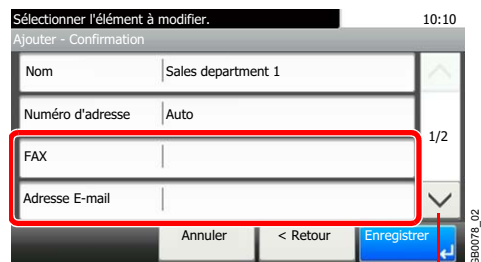 Sélectionner l'élément à modifier.
10:10
Ajouter - Confirmation
Nom Sales department 1
Numéro d'adresse Auto
1/2
FAX
Adresse E-mail
Annuler < Retour Enregistrer
GB0078_02